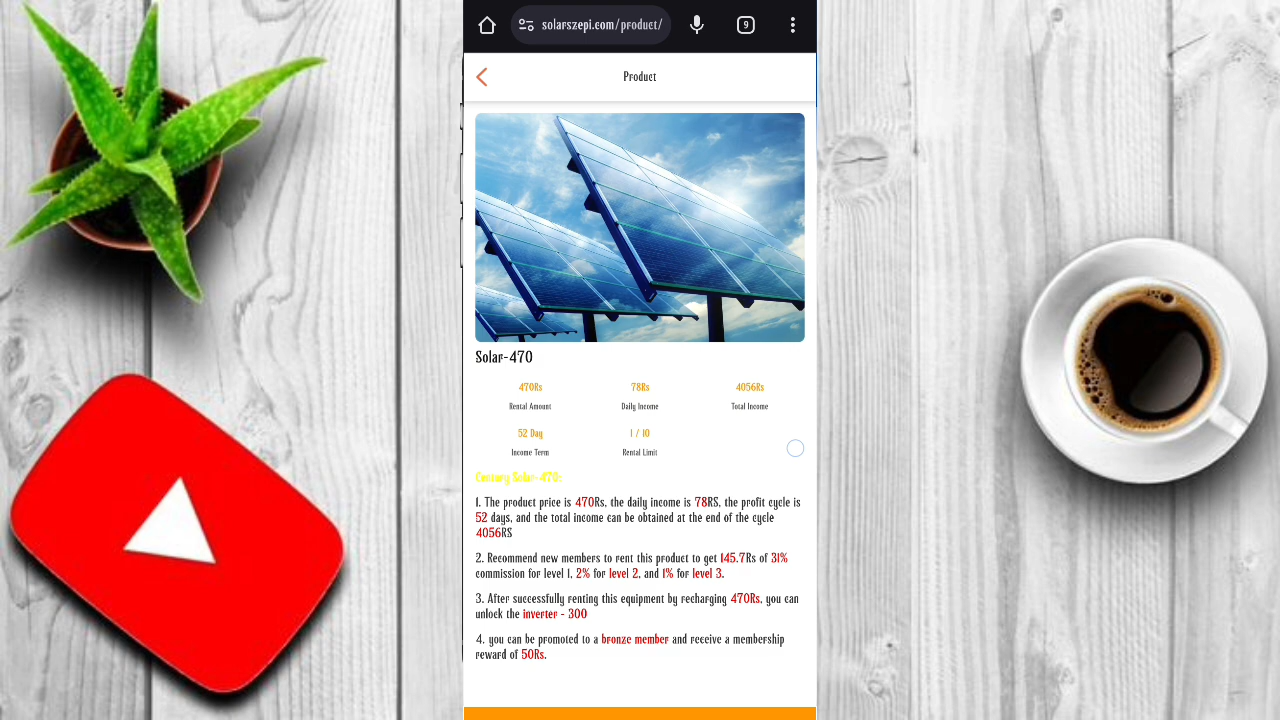 solarszepi.com/product/
9
Product
Solar-470
470Rs 78Rs 4056Rs
Rental Amount Daily Income Total Income
52 Day 1 / 10
Income Term Rental Limit
Century Solar-470:
1. The product price is 470Rs, the daily income is 78RS, the profit cycle is
52 days, and the total income can be obtained at the end of the cycle
4056RS
2. Recommend new members to rent this product to get 145.7Rs of 31%
commission for level 1, 2% for level 2, and 1% for level 3.
3. After successfully renting this equipment by recharging 470Rs, you can
unlock the inverter - 300
4. you can be promoted to a bronze member and receive a membership
reward of 50Rs.